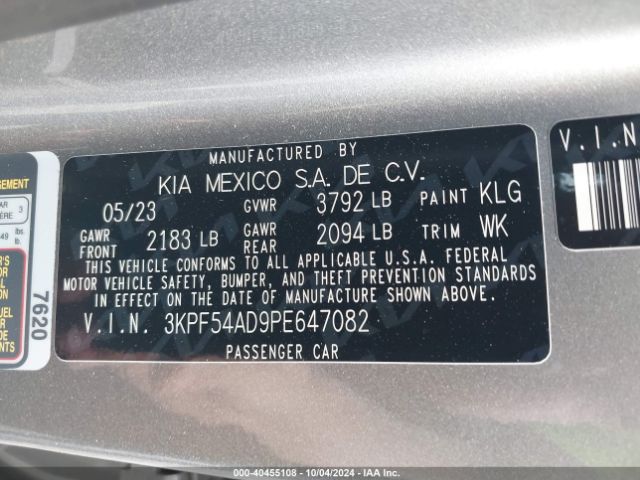 MANUFACTURED BY
KIA MEXICO S.A. DE C.V.
05/23 GVWR 3792 LB PAINT KLG
GAWR FRONT 2183 LB GAWR REAR 2094 LB TRIM WK
THIS VEHICLE CONFORMS TO ALL APPLICABLE U.S.A. FEDERAL
MOTOR VEHICLE SAFETY, BUMPER, AND THEFT PREVENTION STANDARDS
IN EFFECT ON THE DATE OF MANUFACTURE SHOWN ABOVE.
V.I.N. 3KPF54AD9PE647082
PASSENGER CAR
V.I.N
7620
000-40455108 - 10/04/2024 - IAA Inc. Copyright